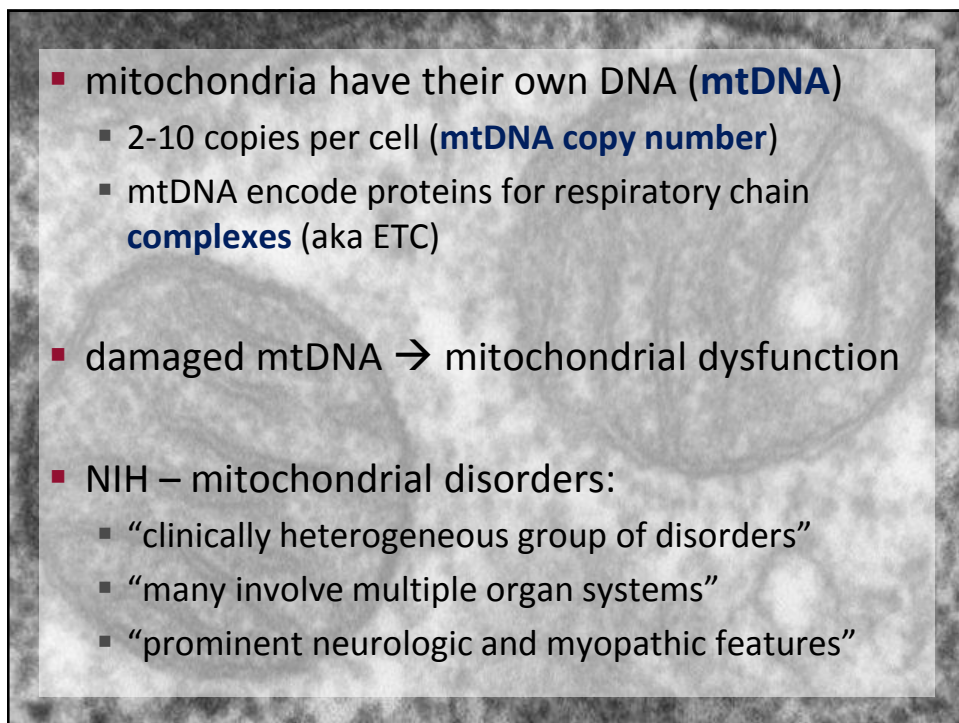 ▪ mitochondria have their own DNA (mtDNA)
▪ 2-10 copies per cell (mtDNA copy number)
▪ mtDNA encode proteins for respiratory chain
complexes (aka ETC)
▪ damaged mtDNA → mitochondrial dysfunction
▪ NIH – mitochondrial disorders:
▪ “clinically heterogeneous group of disorders”
▪ “many involve multiple organ systems”
▪ “prominent neurologic and myopathic features”